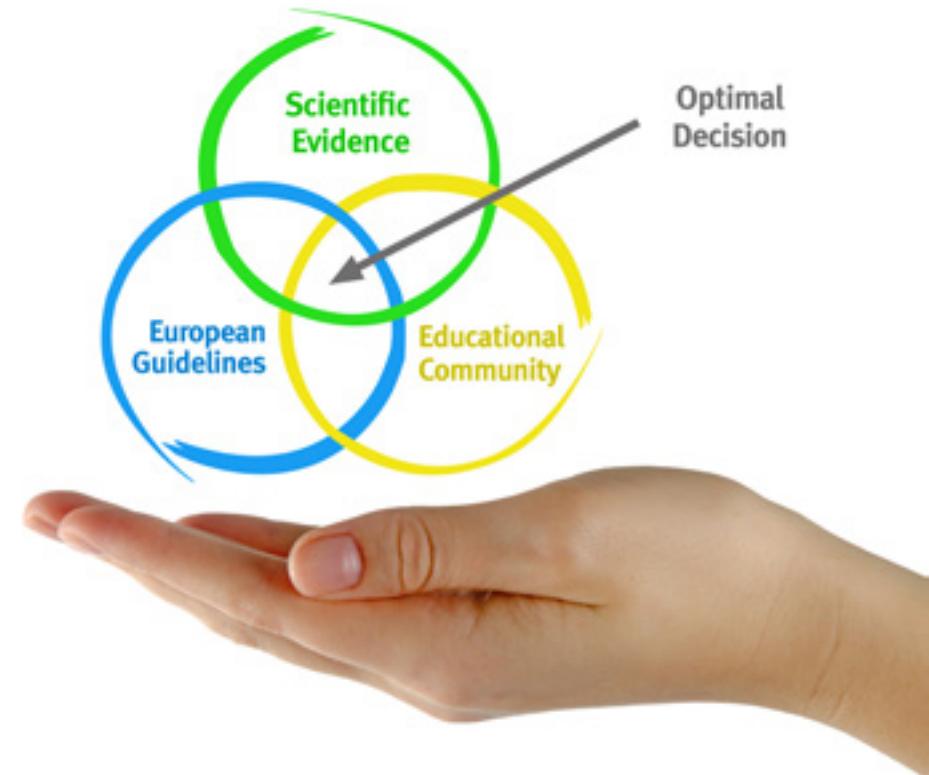 Scientific
Evidence
Optimal
Decision
European
Guidelines
Educational
Community